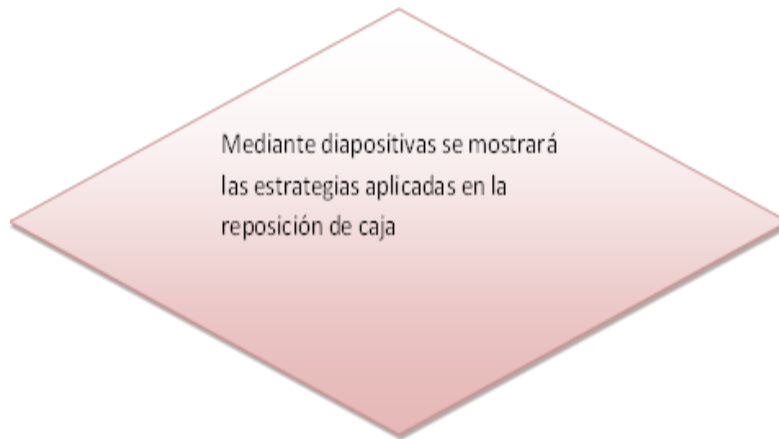 Mediante diapositivas se mostrará
las estrategias aplicadas en la
reposición de caja